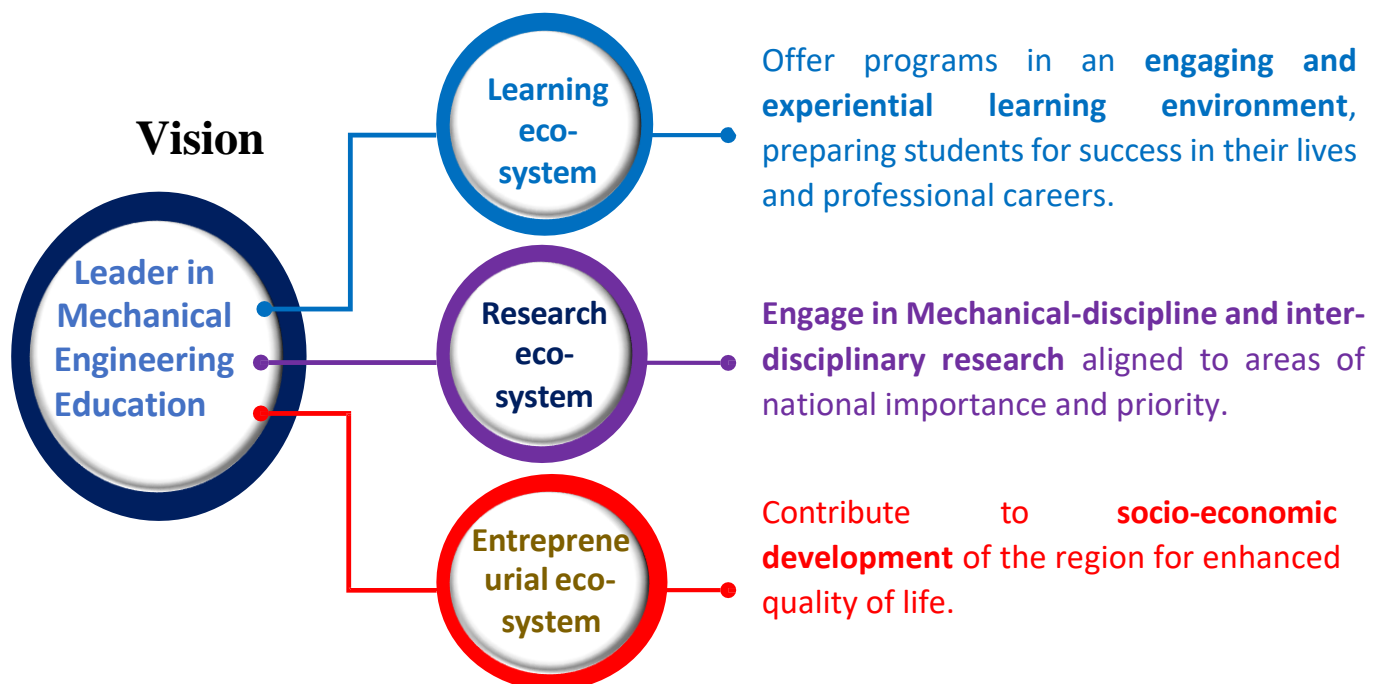 Vision
Leader in
Mechanical
Engineering
Education
Learning
eco-
system
Offer programs in an engaging and
experiential learning environment,
preparing students for success in their lives
and professional careers.
Research
eco-
system
Engage in Mechanical-discipline and inter-
disciplinary research aligned to areas of
national importance and priority.
Entreprene
urial eco-
system
Contribute to socio-economic
development of the region for enhanced
quality of life.